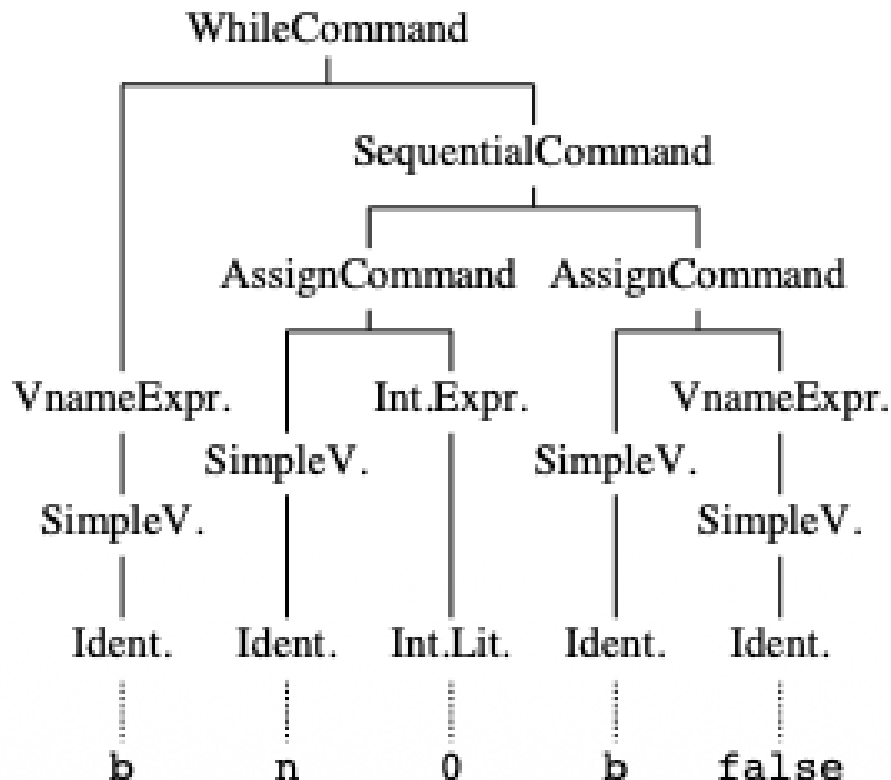 WhileCommand
SequentialCommand
AssignCommand AssignCommand
VnameExpr. Int.Expr. VnameExpr.
SimpleV. SimpleV.
SimpleV. SimpleV.
Ident. Ident. Int.Lit. Ident. Ident.
b n 0 b false